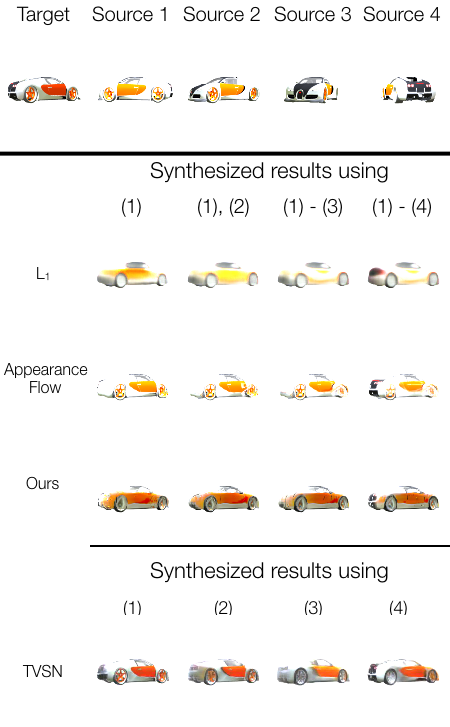 Target Source 1 Source 2 Source 3 Source 4
Synthesized results using
(1) (1), (2) (1) - (3) (1) - (4)
L₁
Appearance
Flow
Ours
Synthesized results using
(1) (2) (3) (4)
TVSN